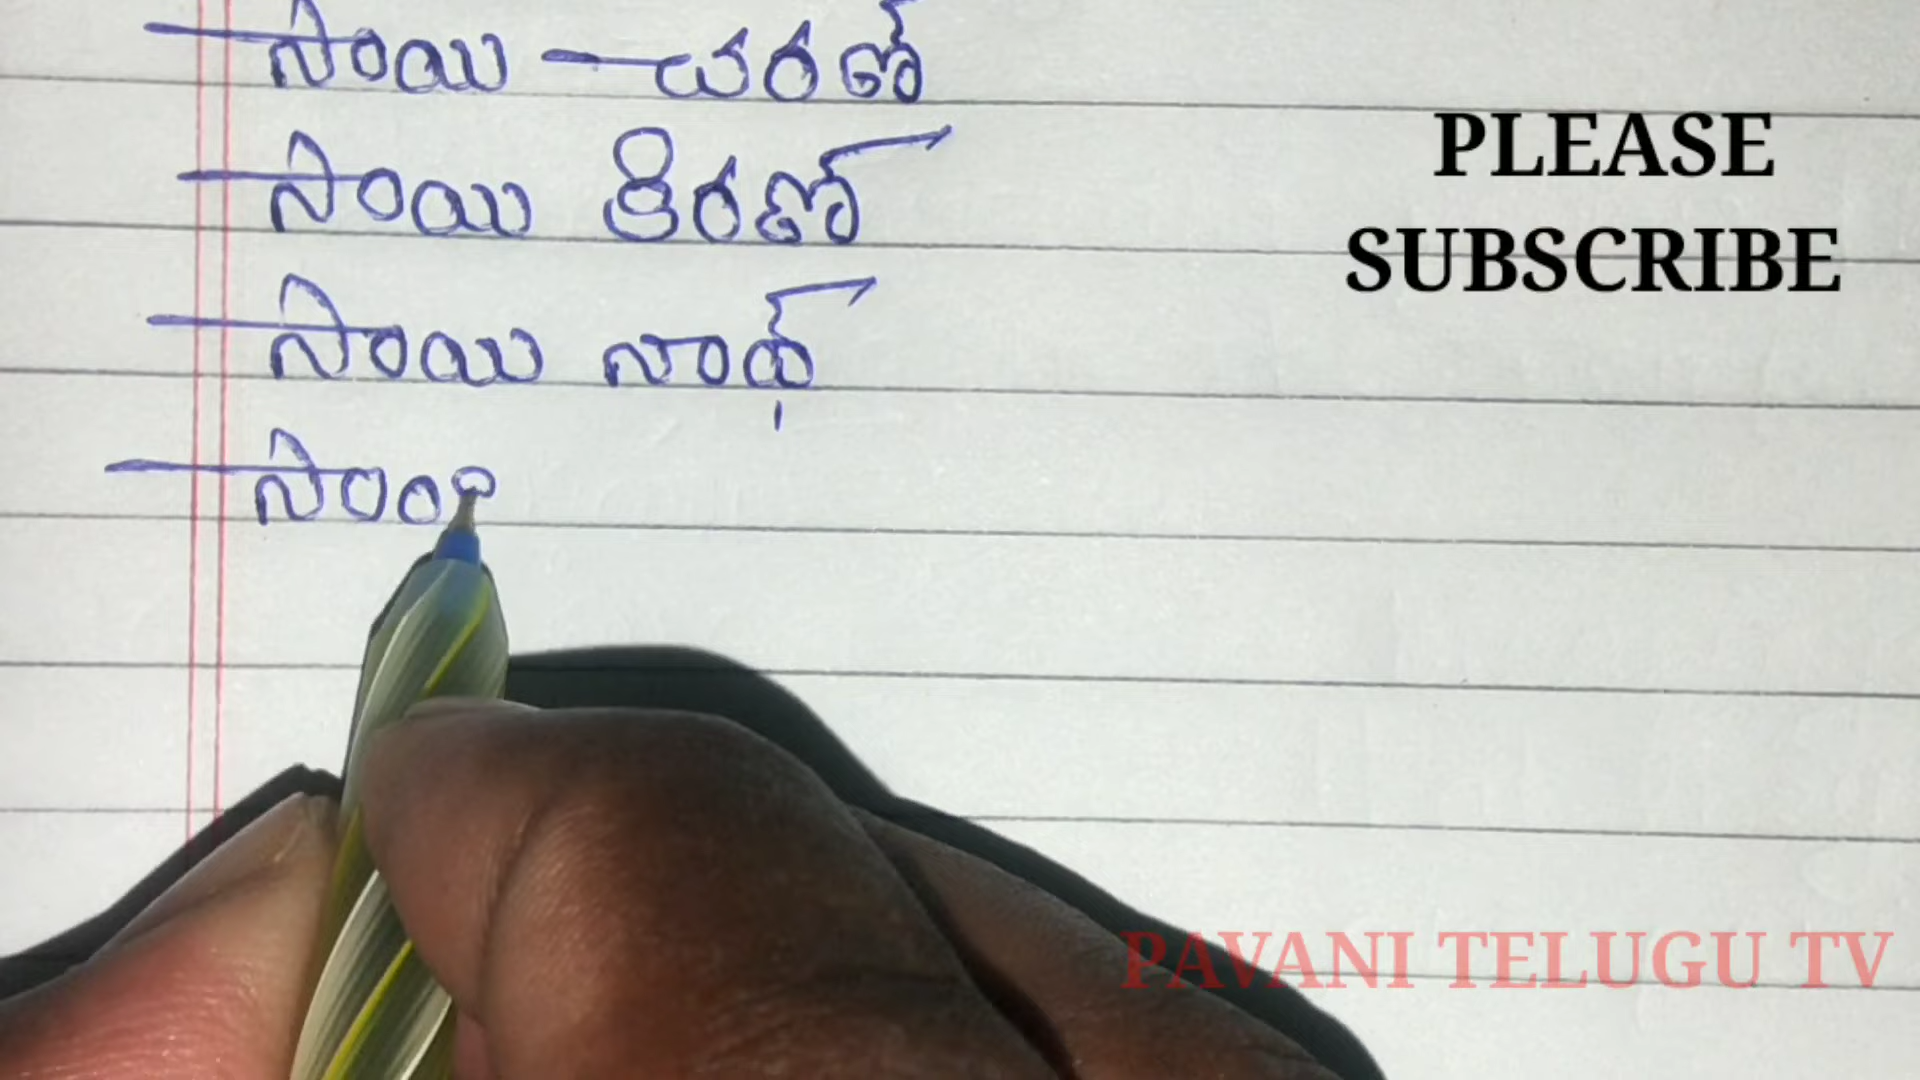 సాయి చరణ్
సాయి కిరణ్
సాయి నాథ్
PLEASE
SUBSCRIBE
PAVANI TELUGU TV